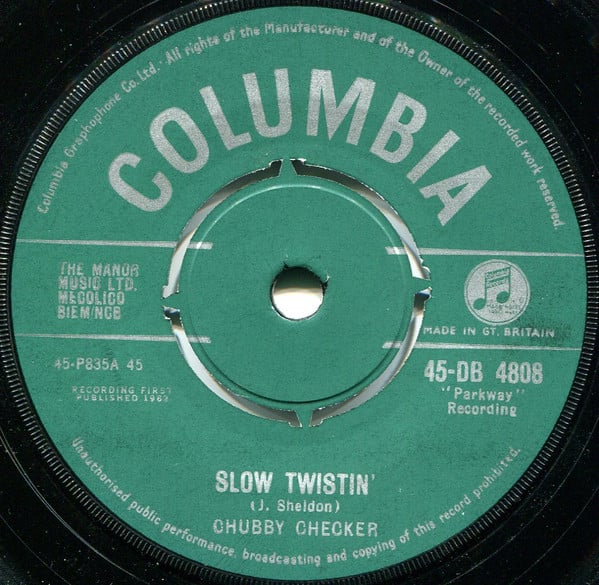 Columbia Graphophone Co. Ltd. · All rights of the Manufacturer and of the Owner of the recorded work reserved.
COLUMBIA
THE MANOR
MUSIC LTD.
MECOLICO
BIEM/NCB
MADE IN GT. BRITAIN
45-P835A 45
45-DB 4808
RECORDING FIRST
PUBLISHED 1962
"Parkway"
Recording
SLOW TWISTIN'
(J. Sheldon)
CHUBBY CHECKER
Unauthorised public performance, broadcasting and copying of this record prohibited.